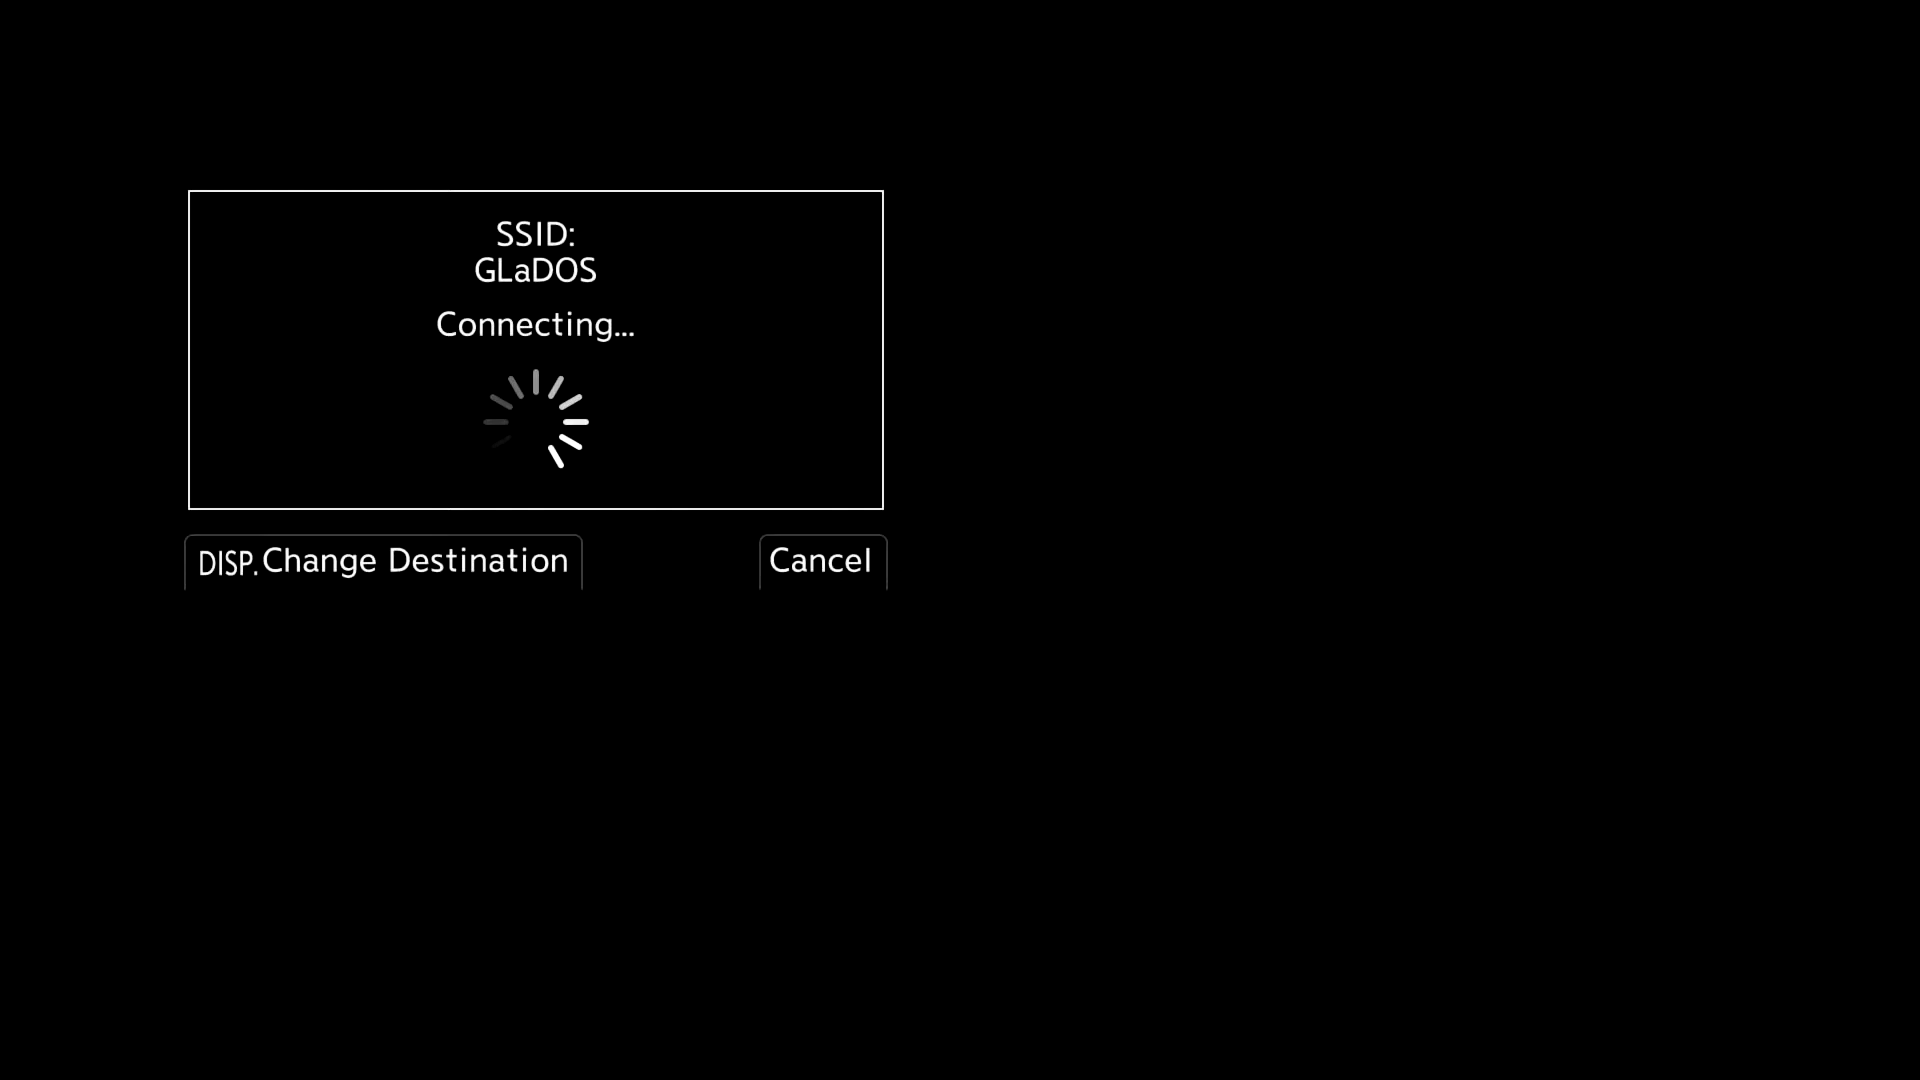 SSID:
GLaDOS
Connecting...
DISP. Change Destination
Cancel